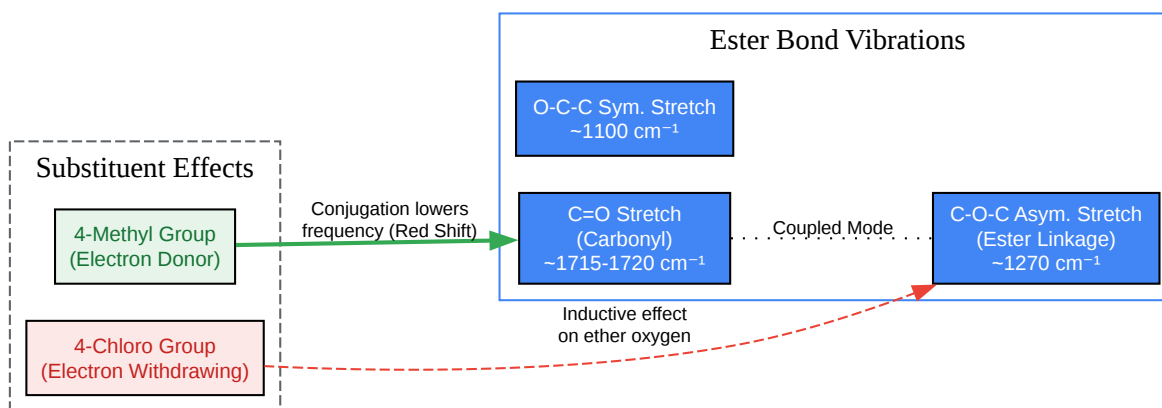 Ester Bond Vibrations
O-C-C Sym. Stretch
~1100 cm⁻¹
Substituent Effects
4-Methyl Group
(Electron Donor)
Conjugation lowers
frequency (Red Shift)
C=O Stretch
(Carbonyl)
~1715-1720 cm⁻¹
Coupled Mode
C-O-C Asym. Stretch
(Ester Linkage)
~1270 cm⁻¹
4-Chloro Group
(Electron Withdrawing)
Inductive effect
on ether oxygen